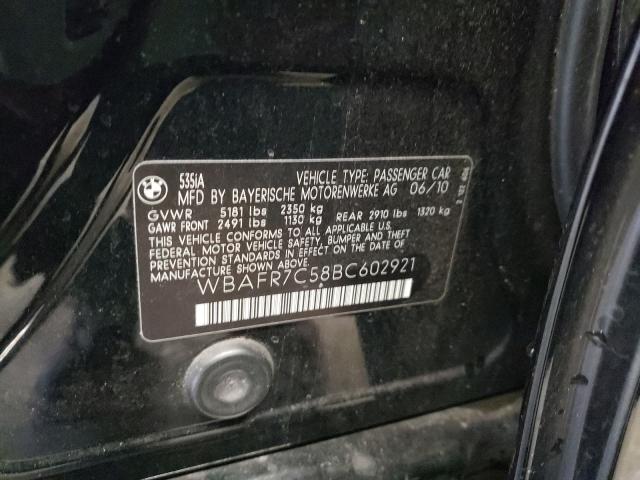 535iA VEHICLE TYPE: PASSENGER CAR
MFD BY BAYERISCHE MOTORENWERKE AG 06/10
GVWR 5181 lbs 2350 kg
GAWR FRONT 2491 lbs 1130 kg REAR 2910 lbs 1320 kg
THIS VEHICLE CONFORMS TO ALL APPLICABLE U.S.
FEDERAL MOTOR VEHICLE SAFETY, BUMPER AND THEFT
PREVENTION STANDARDS IN EFFECT ON THE DATE OF
MANUFACTURE SHOWN ABOVE.
WBAFR7C58BC602921